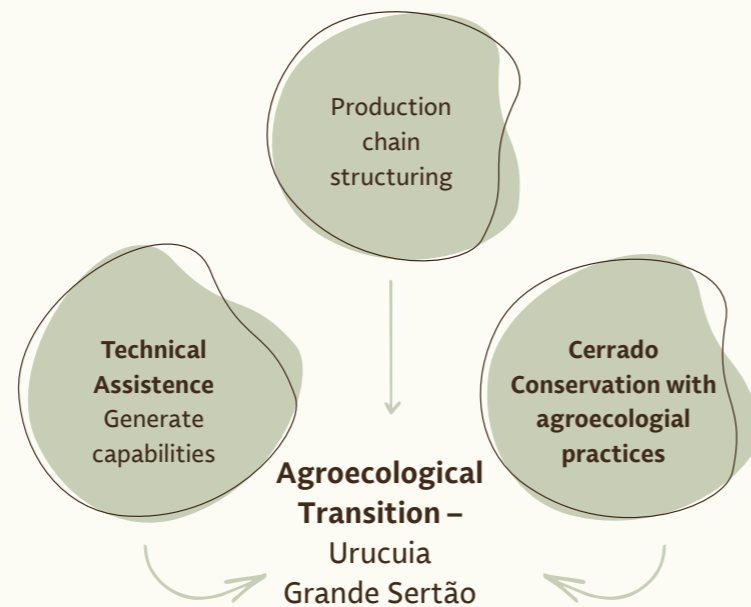 Production
chain
structuring
Technical
Assistence
Generate
capabilities
Cerrado
Conservation with
agroecologial
practices
Agroecological
Transition –
Urucuia
Grande Sertão